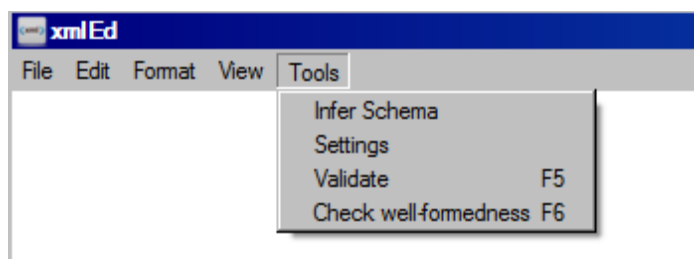 xmlEd
File Edit Format View Tools
Infer Schema
Settings
Validate F5
Check well-formedness F6